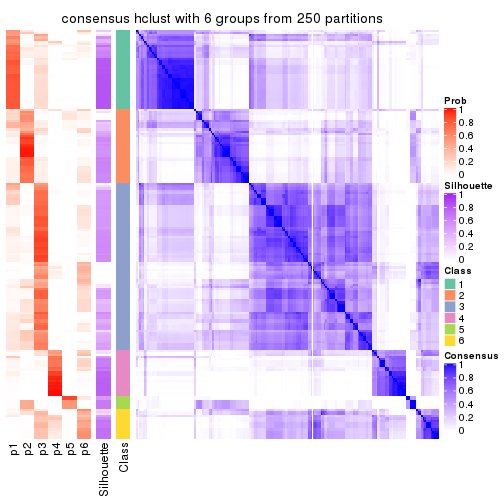 consensus hclust with 6 groups from 250 partitions
Prob
1
0.8
0.6
0.4
0.2
0
Silhouette
1
0.8
0.6
0.4
0.2
0
Class
1
2
3
4
5
6
Consensus
1
0.8
0.6
0.4
0.2
0
p1
p2
p3
p4
p5
p6
Silhouette
Class